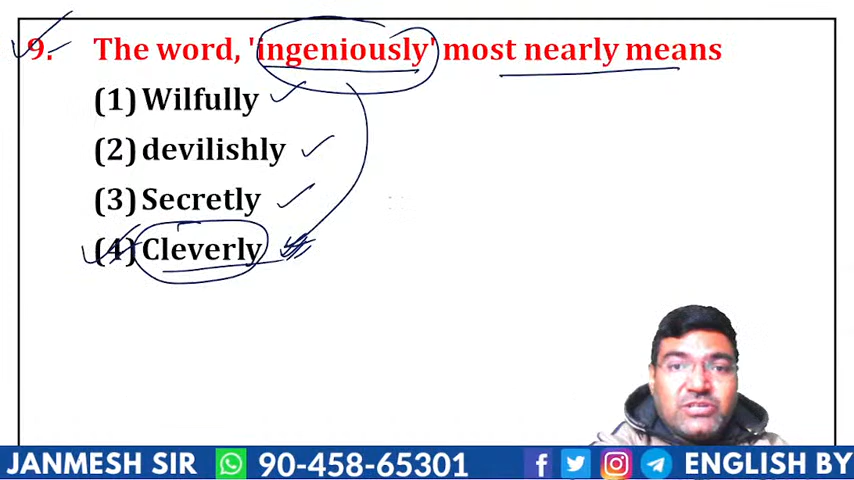 9. The word, 'ingeniously' most nearly means
(1) Wilfully
(2) devilishly
(3) Secretly
(4) Cleverly
JANMESH SIR 90-458-65301 ENGLISH BY